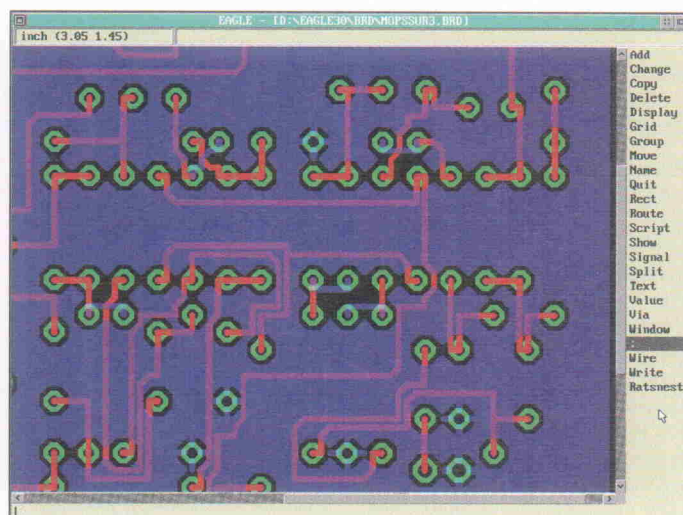 EAGLE - [D:\EAGLE30\BRD\MOPSSUR3.BRD]
inch (3.05 1.45)
Add
Change
Copy
Delete
Display
Grid
Group
Move
Name
Quit
Rect
Route
Script
Show
Signal
Split
Text
Value
Via
Window
;
Wire
Write
Ratsnest